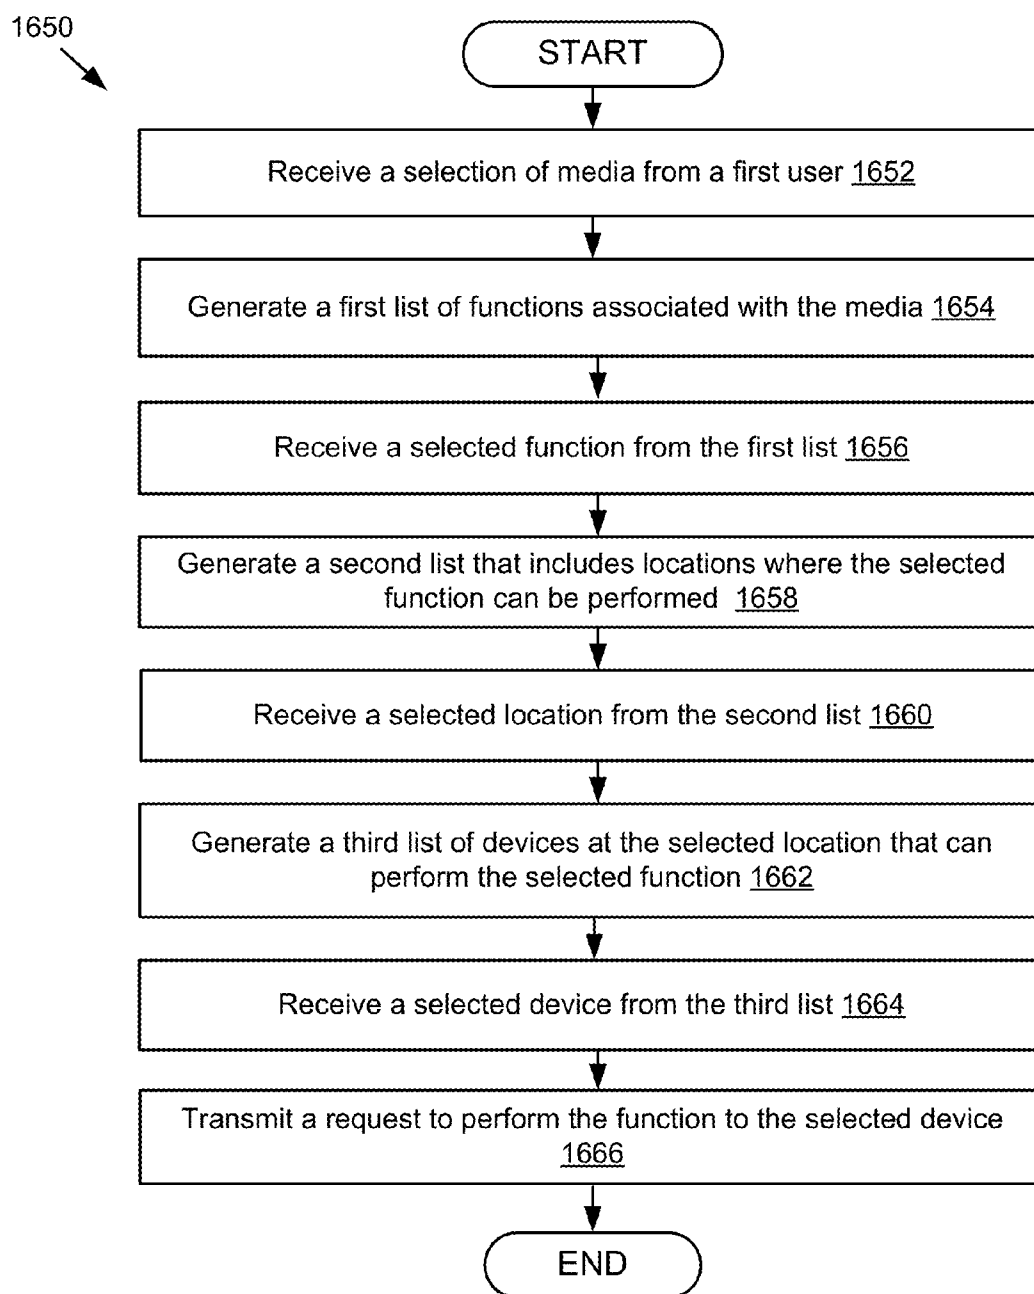 1650
START
Receive a selection of media from a first user 1652
Generate a first list of functions associated with the media 1654
Receive a selected function from the first list 1656
Generate a second list that includes locations where the selected
function can be performed 1658
Receive a selected location from the second list 1660
Generate a third list of devices at the selected location that can
perform the selected function 1662
Receive a selected device from the third list 1664
Transmit a request to perform the function to the selected device
1666
END